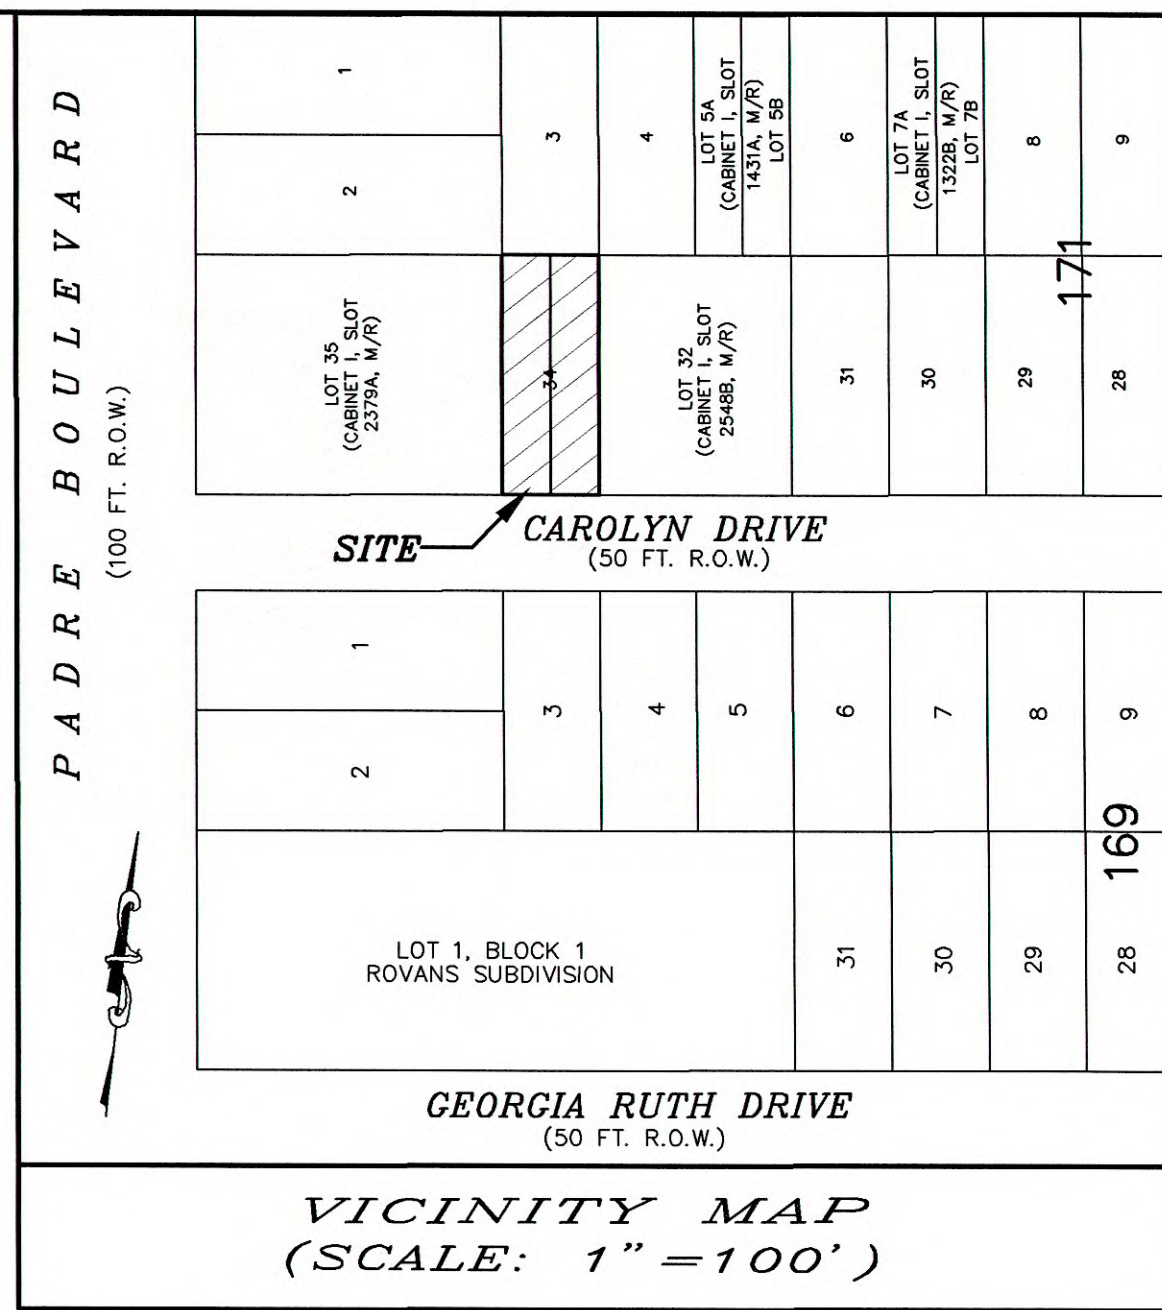 PADRE BOULEVARD
(100 FT. R.O.W.)
1
2
3
4
LOT 5A
(CABINET I, SLOT
1431A, M/R)
LOT 5B
6
LOT 7A
(CABINET I, SLOT
1322B, M/R)
LOT 7B
8
9
171
LOT 35
(CABINET I, SLOT
2379A, M/R)
34
LOT 32
(CABINET I, SLOT
2548B, M/R)
31
30
29
28
SITE
CAROLYN DRIVE
(50 FT. R.O.W.)
1
2
3
4
5
6
7
8
9
169
LOT 1, BLOCK 1
ROVANS SUBDIVISION
31
30
29
28
GEORGIA RUTH DRIVE
(50 FT. R.O.W.)
VICINITY MAP
(SCALE: 1"=100')